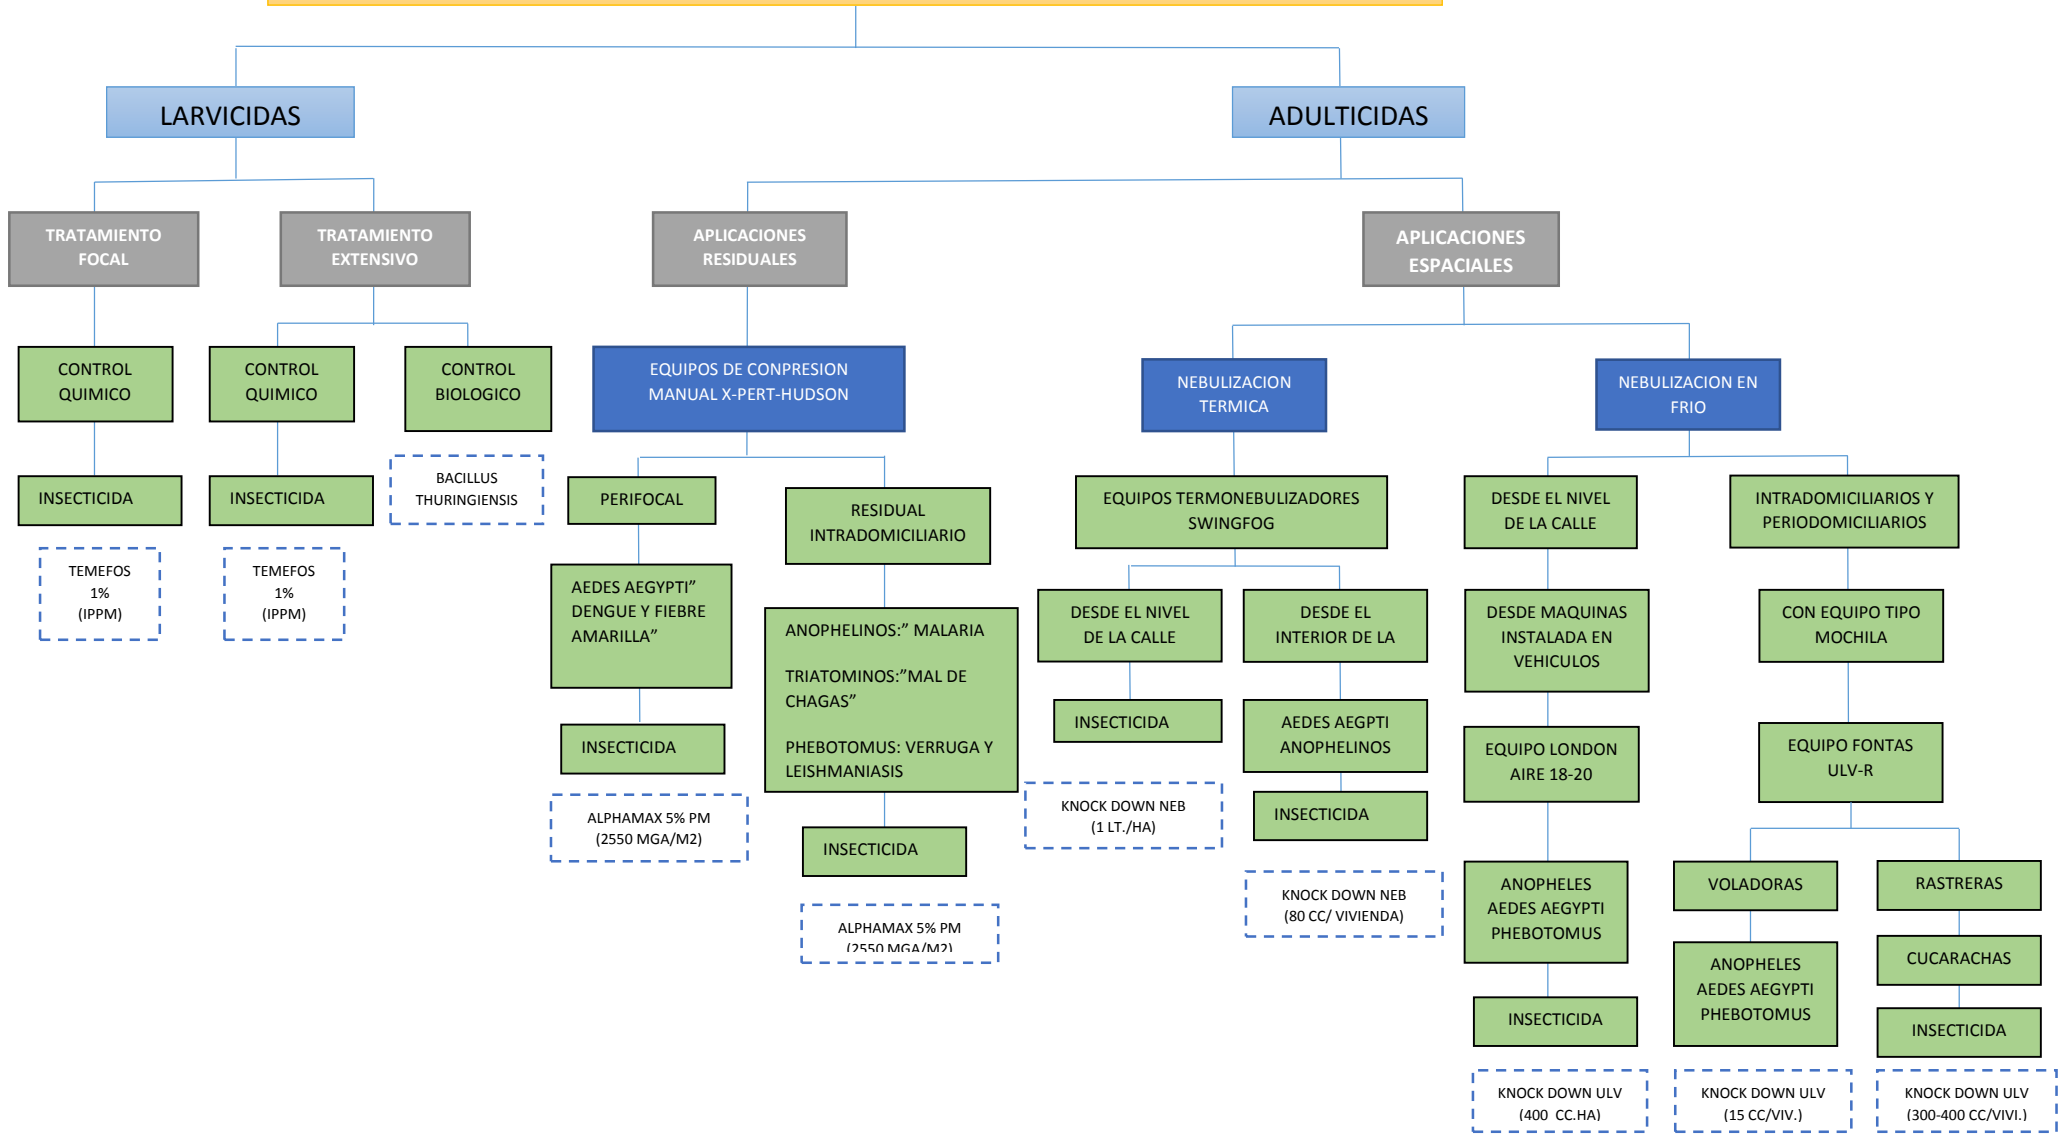 LARVICIDAS
ADULTICIDAS
TRATAMIENTO
FOCAL
TRATAMIENTO
EXTENSIVO
APLICACIONES
RESIDUALES
APLICACIONES
ESPACIALES
CONTROL
QUIMICO
CONTROL
QUIMICO
CONTROL
BIOLOGICO
EQUIPOS DE CONPRESION
MANUAL X-PERT-HUDSON
NEBULIZACION
TERMICA
NEBULIZACION EN
FRIO
INSECTICIDA
INSECTICIDA
BACILLUS
THURINGIENSIS
PERIFOCAL
RESIDUAL
INTRADOMICILIARIO
EQUIPOS TERMONEBULIZADORES
SWINGFOG
DESDE EL NIVEL
DE LA CALLE
INTRADOMICILIARIOS Y
PERIODOMICILIARIOS
TEMEFOS
1%
(IPPM)
TEMEFOS
1%
(IPPM)
AEDES AEGYPTI”
DENGUE Y FIEBRE
AMARILLA”
ANOPHELINOS:” MALARIA
TRIATOMINOS:”MAL DE
CHAGAS”
PHEBOTOMUS: VERRUGA Y
LEISHMANIASIS
DESDE EL NIVEL
DE LA CALLE
DESDE EL
INTERIOR DE LA
DESDE MAQUINAS
INSTALADA EN
VEHICULOS
CON EQUIPO TIPO
MOCHILA
INSECTICIDA
INSECTICIDA
AEDES AEGPTI
ANOPHELINOS
EQUIPO LONDON
AIRE 18-20
EQUIPO FONTAS
ULV-R
ALPHAMAX 5% PM
(2550 MGA/M2)
INSECTICIDA
KNOCK DOWN NEB
(1 LT./HA)
INSECTICIDA
ALPHAMAX 5% PM
(2550 MGA/M2)
KNOCK DOWN NEB
(80 CC/ VIVIENDA)
ANOPHELES
AEDES AEGYPTI
PHEBOTOMUS
VOLADORAS
RASTRERAS
ANOPHELES
AEDES AEGYPTI
PHEBOTOMUS
CUCARACHAS
INSECTICIDA
INSECTICIDA
KNOCK DOWN ULV
(400 CC.HA)
KNOCK DOWN ULV
(15 CC/VIV.)
KNOCK DOWN ULV
(300-400 CC/VIVI.)